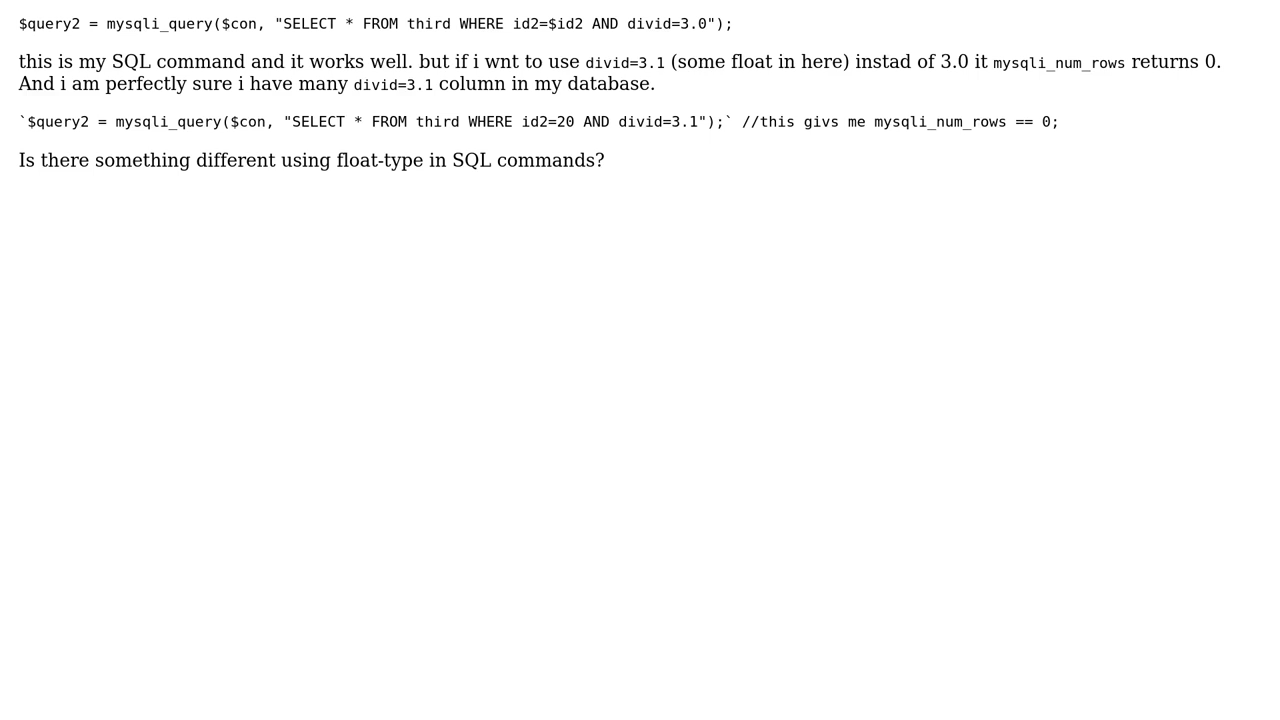 $query2 = mysqli_query($con, "SELECT * FROM third WHERE id2=$id2 AND divid=3.0");
this is my SQL command and it works well. but if i wnt to use divid=3.1 (some float in here) instad of 3.0 it mysqli_num_rows returns 0.
And i am perfectly sure i have many divid=3.1 column in my database.
`$query2 = mysqli_query($con, "SELECT * FROM third WHERE id2=20 AND divid=3.1");` //this givs me mysqli_num_rows == 0;
Is there something different using float-type in SQL commands?